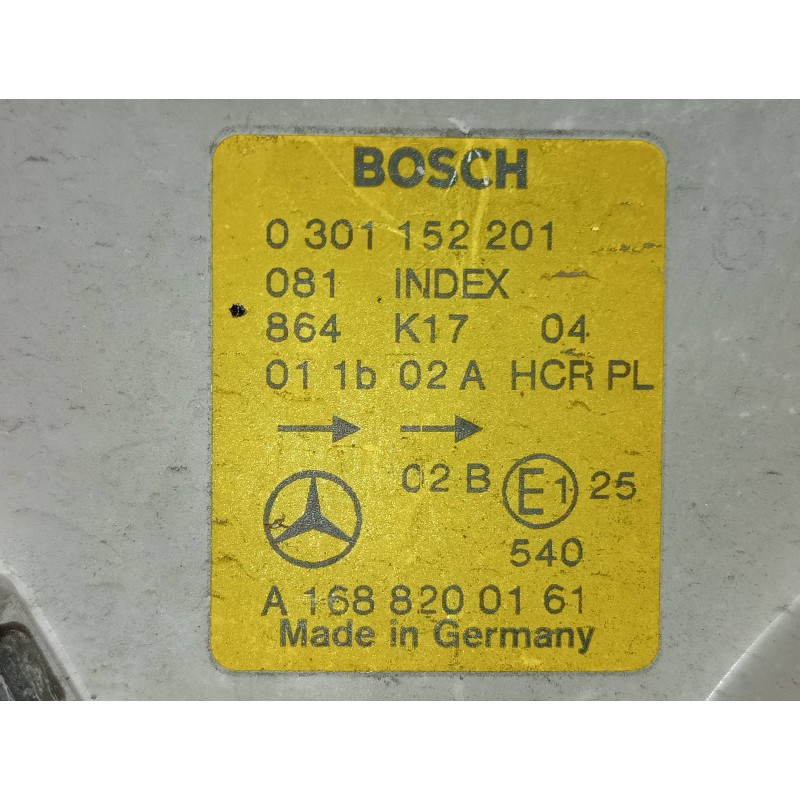 BOSCH
0 301 152 201
081 INDEX
864 K17 04
01 1b 02 A HCR PL
02 B E1 25
540
A 168 820 01 61
Made in Germany